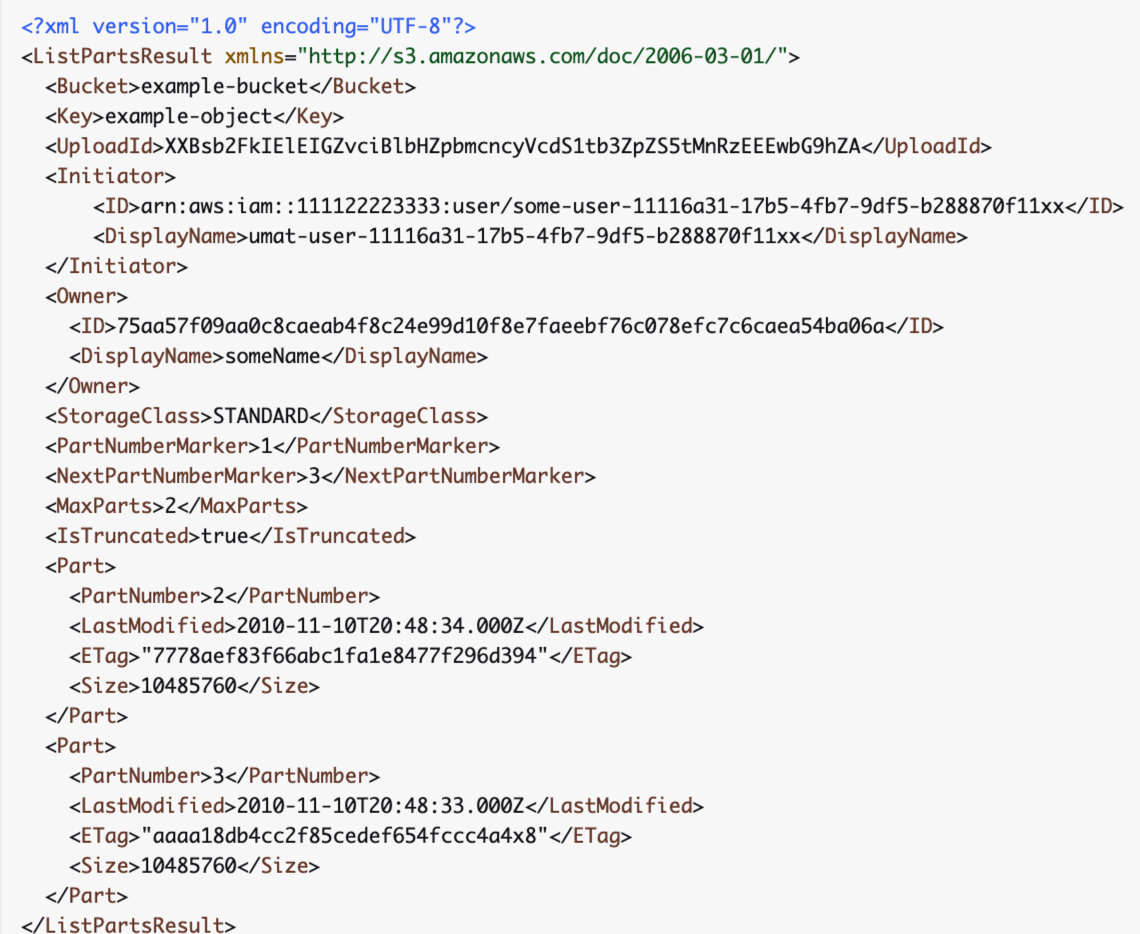 <?xml version="1.0" encoding="UTF-8"?>
<ListPartsResult xmlns="http://s3.amazonaws.com/doc/2006-03-01/">
  <Bucket>example-bucket</Bucket>
  <Key>example-object</Key>
  <UploadId>XXBsb2FkIElEIGZvciBlbHZpbmcncyVcdS1tb3ZpZS5tMnRzEEEwbG9hZA</UploadId>
  <Initiator>
      <ID>arn:aws:iam::111122223333:user/some-user-11116a31-17b5-4fb7-9df5-b288870f11xx</ID>
      <DisplayName>umat-user-11116a31-17b5-4fb7-9df5-b288870f11xx</DisplayName>
  </Initiator>
  <Owner>
    <ID>75aa57f09aa0c8caeab4f8c24e99d10f8e7faeebf76c078efc7c6caea54ba06a</ID>
    <DisplayName>someName</DisplayName>
  </Owner>
  <StorageClass>STANDARD</StorageClass>
  <PartNumberMarker>1</PartNumberMarker>
  <NextPartNumberMarker>3</NextPartNumberMarker>
  <MaxParts>2</MaxParts>
  <IsTruncated>true</IsTruncated>
  <Part>
    <PartNumber>2</PartNumber>
    <LastModified>2010-11-10T20:48:34.000Z</LastModified>
    <ETag>"7778aef83f66abc1fa1e8477f296d394"</ETag>
    <Size>10485760</Size>
  </Part>
  <Part>
    <PartNumber>3</PartNumber>
    <LastModified>2010-11-10T20:48:33.000Z</LastModified>
    <ETag>"aaaa18db4cc2f85cedef654fccc4a4x8"</ETag>
    <Size>10485760</Size>
  </Part>
</ListPartsResult>